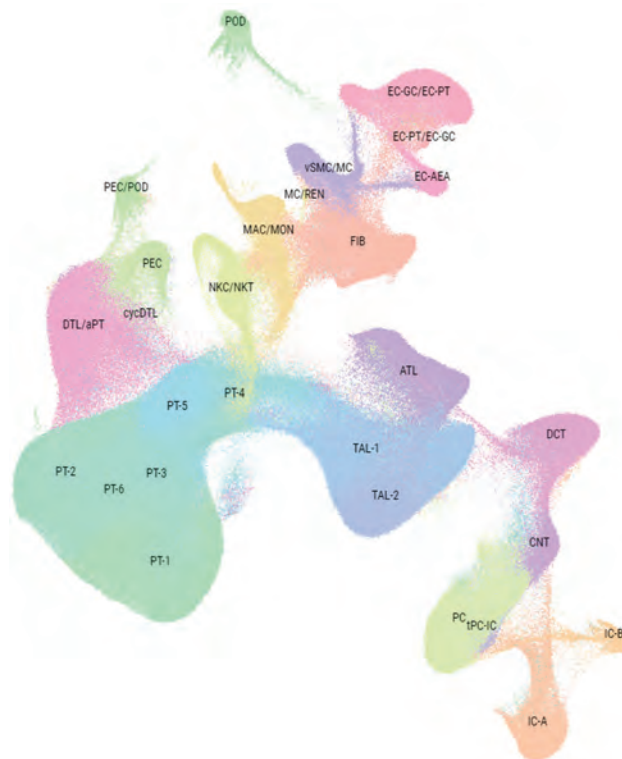 POD
EC-GC/EC-PT
EC-PT/EC-GC
vSMC/MC
EC-AEA
PEC/POD
MC/REN
MAC/MON
FIB
PEC
NKC/NKT
cycDTL
DTL/aPT
ATL
PT-4
PT-5
DCT
TAL-1
PT-2
PT-3
PT-6
TAL-2
CNT
PT-1
PC
tPC-IC
IC-B
IC-A